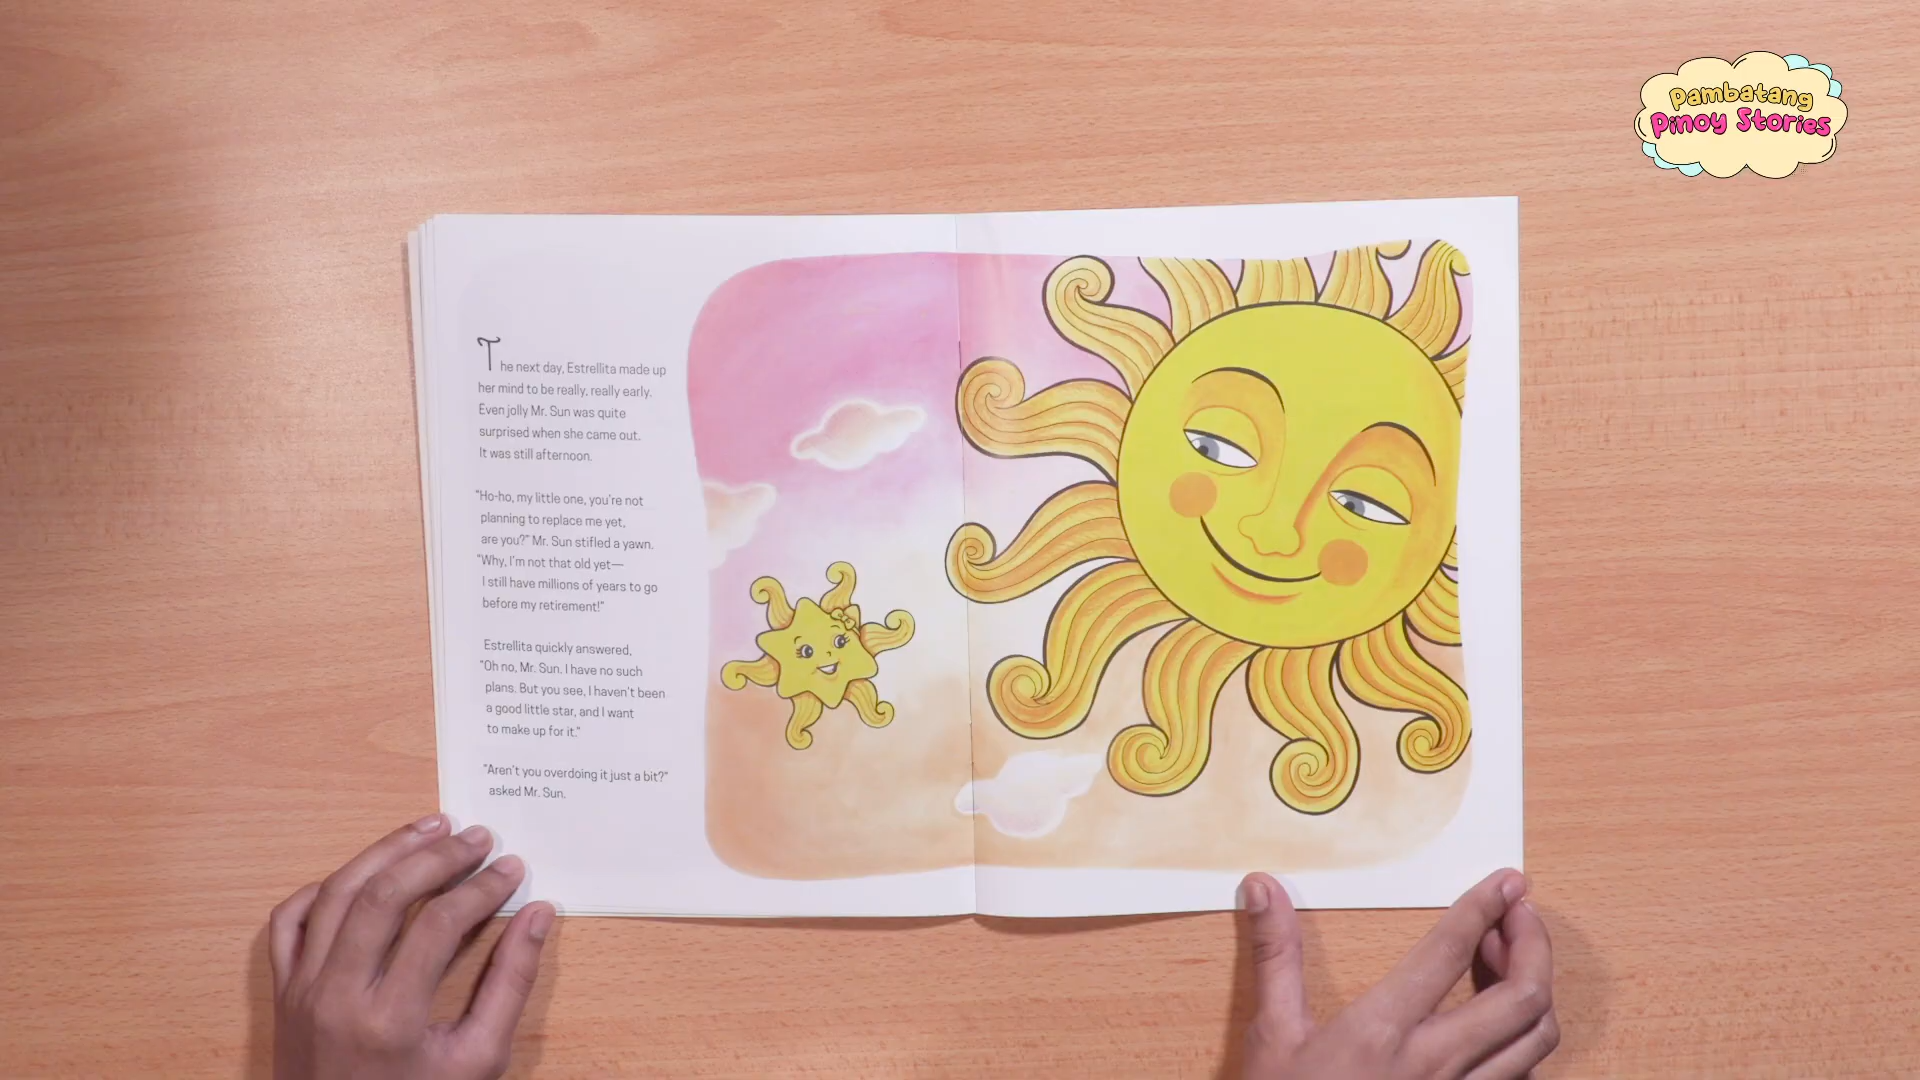 Pambatang
Pinoy Stories
The next day, Estrellita made up
her mind to be really, really early.
Even jolly Mr. Sun was quite
surprised when she came out.
It was still afternoon.
"Ho-ho, my little one, you're not
planning to replace me yet,
are you?" Mr. Sun stifled a yawn.
"Why, I'm not that old yet—
I still have millions of years to go
before my retirement!"
Estrellita quickly answered,
"Oh no, Mr. Sun. I have no such
plans. But you see, I haven't been
a good little star, and I want
to make up for it."
"Aren't you overdoing it just a bit?"
asked Mr. Sun.